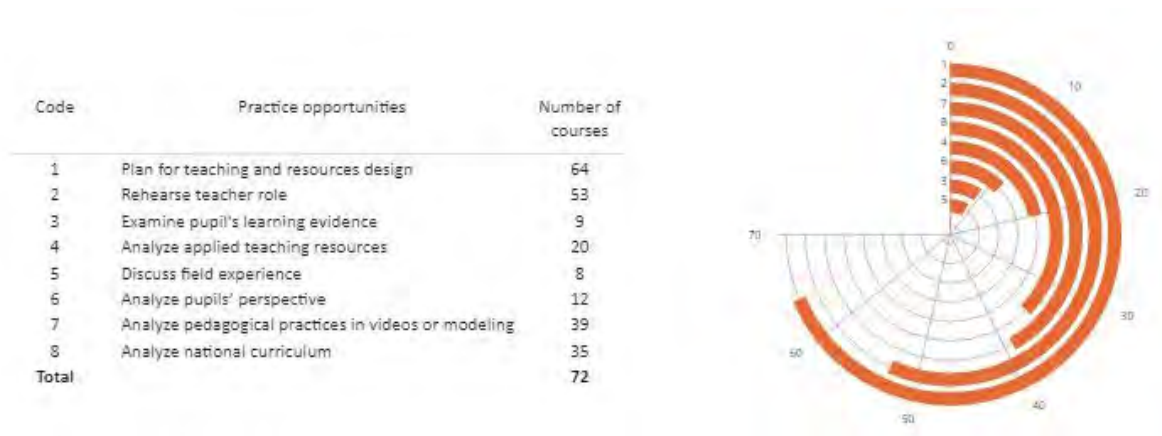 Code Practice opportunities Number of
courses
1 Plan for teaching and resources design 64
2 Rehearse teacher role 53
3 Examine pupil's learning evidence 9
4 Analyze applied teaching resources 20
5 Discuss field experience 8
6 Analyze pupils' perspective 12
7 Analyze pedagogical practices in videos or modeling 39
8 Analyze national curriculum 35
Total 72
0
1
10
2
7
8
4
6
3
20
5
70
30
60
40
50